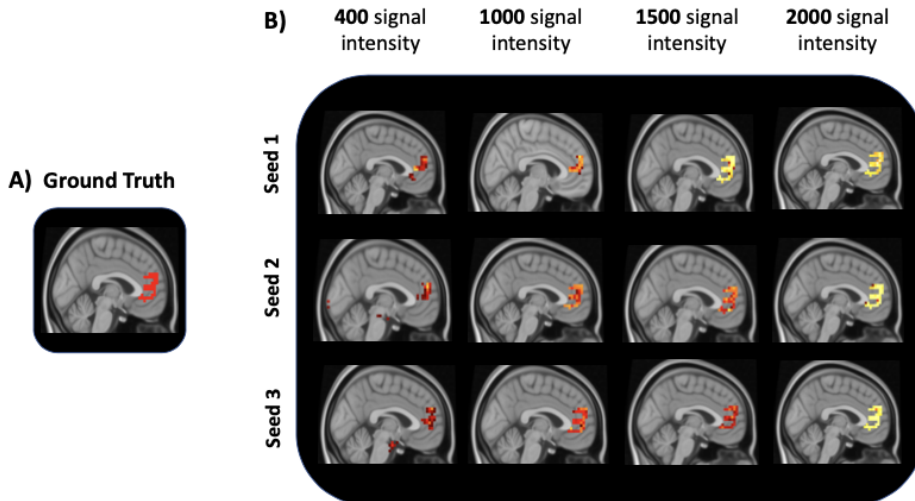 B)
400 signal
intensity
1000 signal
intensity
1500 signal
intensity
2000 signal
intensity
A) Ground Truth
Seed 1
Seed 2
Seed 3